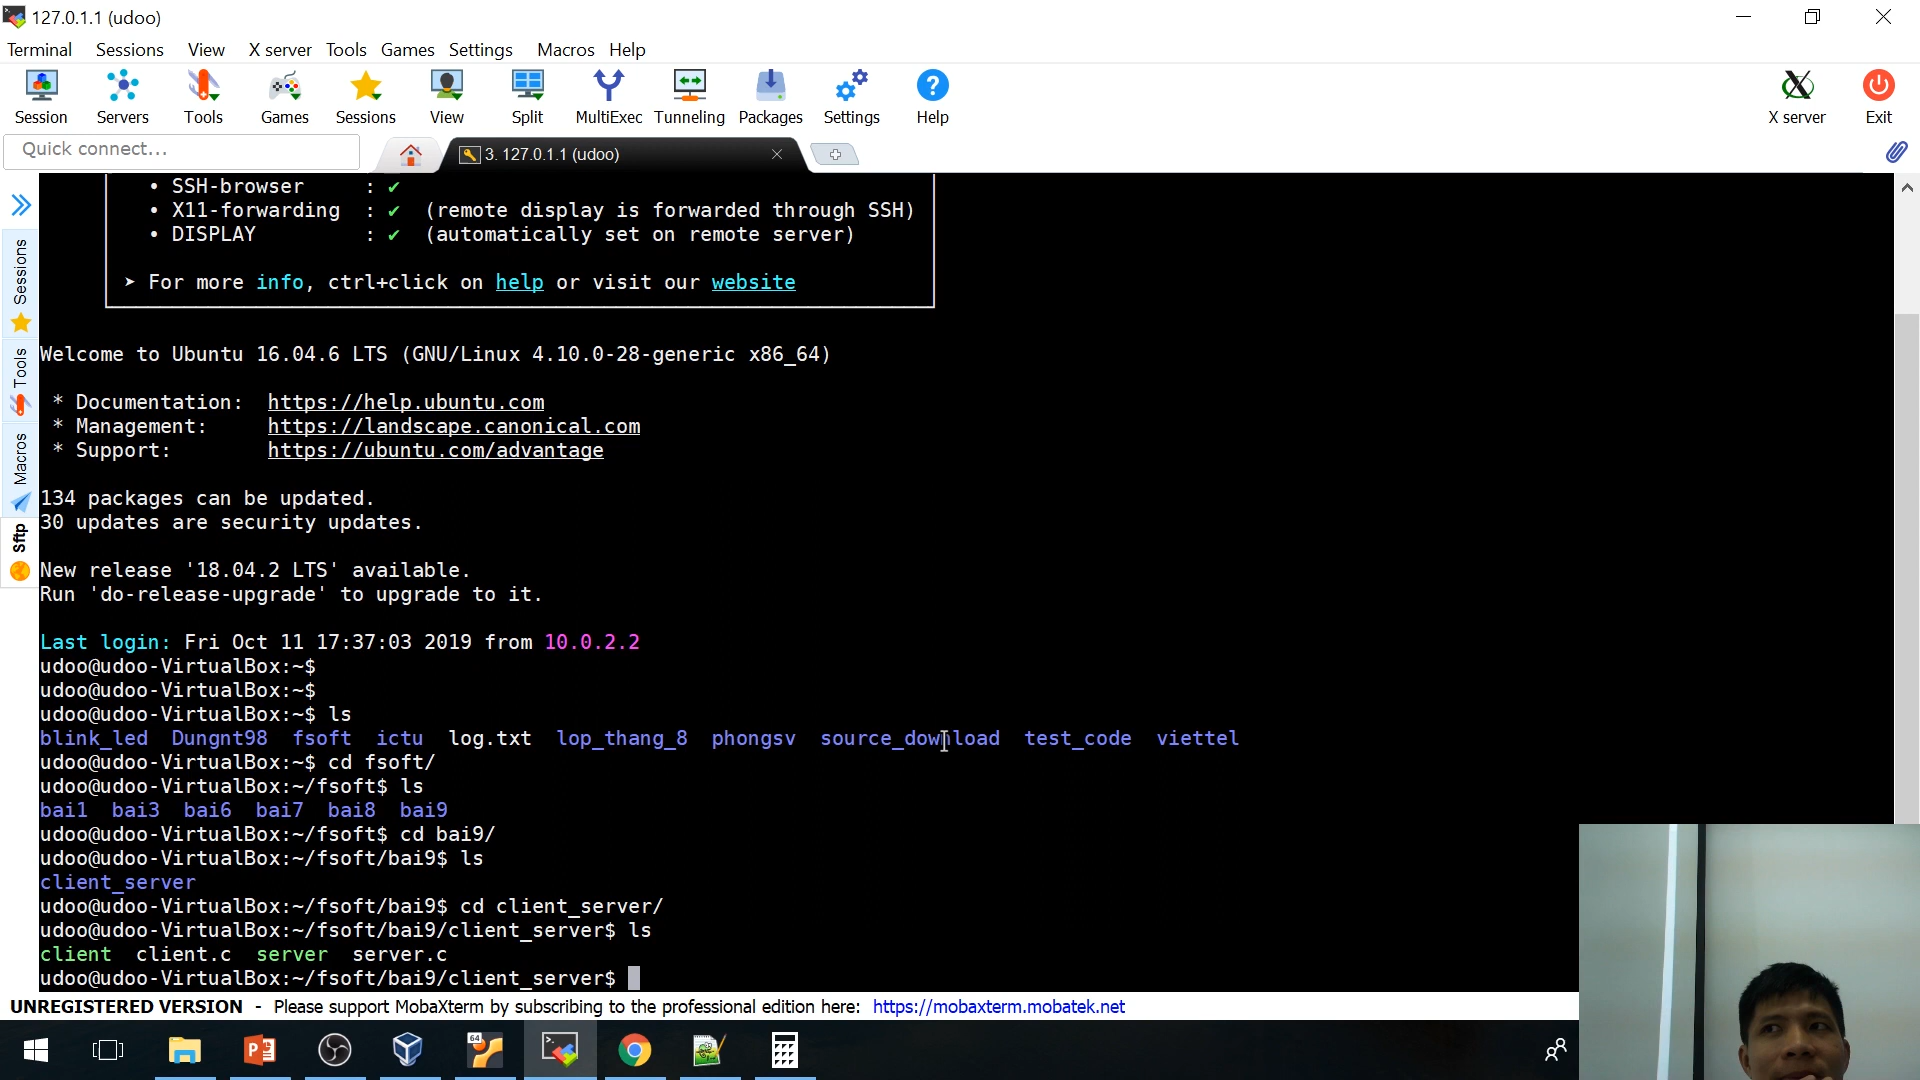 127.0.1.1 (udoo)
Terminal Sessions View X server Tools Games Settings Macros Help
Session Servers Tools Games Sessions View Split MultiExec Tunneling Packages Settings Help X server Exit
Quick connect...
3. 127.0.1.1 (udoo)
Sessions
Tools
Macros
Sftp
• SSH-browser : ✔
• X11-forwarding : ✔ (remote display is forwarded through SSH)
• DISPLAY : ✔ (automatically set on remote server)
➤ For more info, ctrl+click on help or visit our website
Welcome to Ubuntu 16.04.6 LTS (GNU/Linux 4.10.0-28-generic x86_64)
* Documentation: https://help.ubuntu.com
* Management: https://landscape.canonical.com
* Support: https://ubuntu.com/advantage
134 packages can be updated.
30 updates are security updates.
New release '18.04.2 LTS' available.
Run 'do-release-upgrade' to upgrade to it.
Last login: Fri Oct 11 17:37:03 2019 from 10.0.2.2
udoo@udoo-VirtualBox:~$
udoo@udoo-VirtualBox:~$
udoo@udoo-VirtualBox:~$ ls
blink_led Dungnt98 fsoft ictu log.txt lop_thang_8 phongsv source_download test_code viettel
udoo@udoo-VirtualBox:~$ cd fsoft/
udoo@udoo-VirtualBox:~/fsoft$ ls
bai1 bai3 bai6 bai7 bai8 bai9
udoo@udoo-VirtualBox:~/fsoft$ cd bai9/
udoo@udoo-VirtualBox:~/fsoft/bai9$ ls
client_server
udoo@udoo-VirtualBox:~/fsoft/bai9$ cd client_server/
udoo@udoo-VirtualBox:~/fsoft/bai9/client_server$ ls
client client.c server server.c
udoo@udoo-VirtualBox:~/fsoft/bai9/client_server$
UNREGISTERED VERSION - Please support MobaXterm by subscribing to the professional edition here: https://mobaxterm.mobatek.net
64